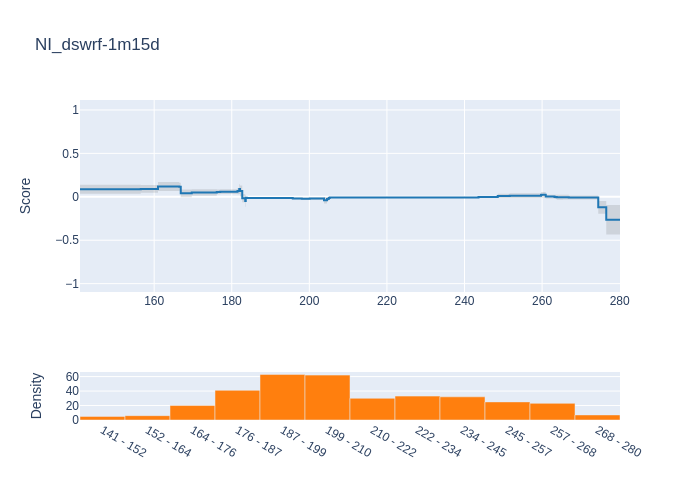 NI_dswrf-1m15d
Score
1
0.5
0
−0.5
−1
160
180
200
220
240
260
280
Density
60
40
20
0
141 - 152
152 - 164
164 - 176
176 - 187
187 - 199
199 - 210
210 - 222
222 - 234
234 - 245
245 - 257
257 - 268
268 - 280